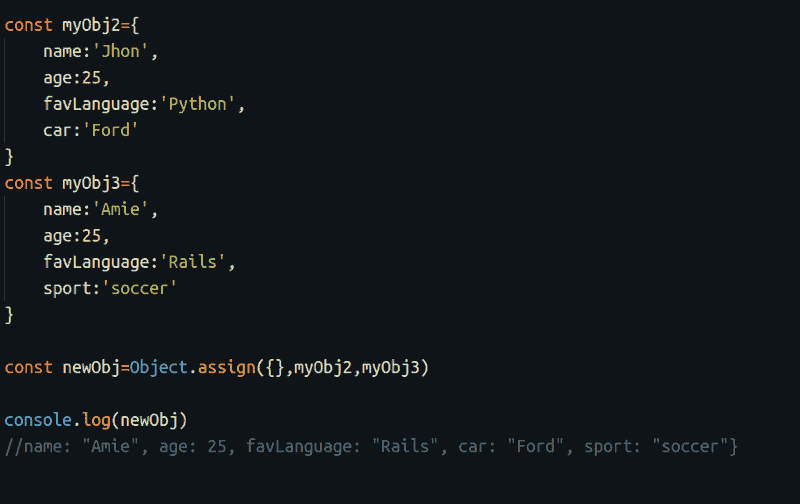 const myObj2={
    name:'Jhon',
    age:25,
    favLanguage:'Python',
    car:'Ford'
}
const myObj3={
    name:'Amie',
    age:25,
    favLanguage:'Rails',
    sport:'soccer'
}
const newObj=Object.assign({},myObj2,myObj3)
console.log(newObj)
//name: "Amie", age: 25, favLanguage: "Rails", car: "Ford", sport: "soccer"}